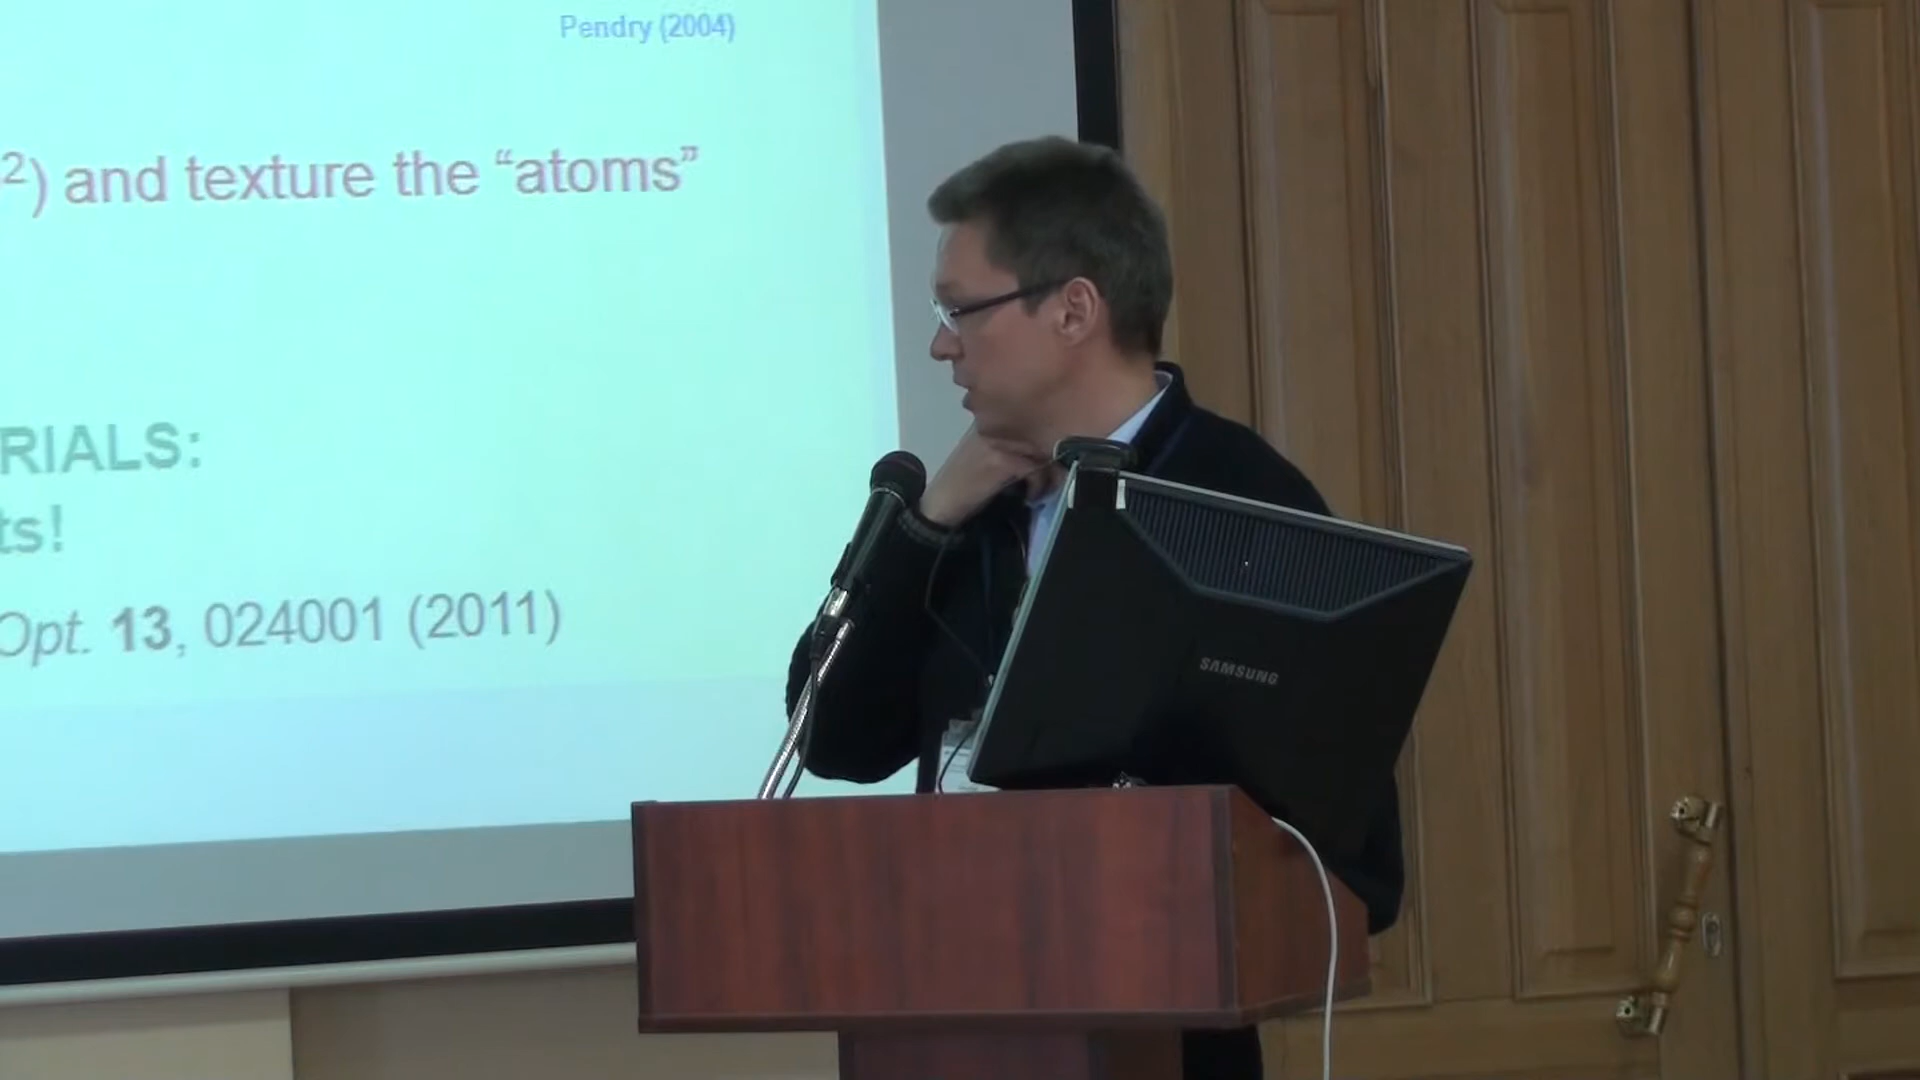 Pendry (2004)
2) and texture the “atoms”
RIALS:
ts!
Opt. 13, 024001 (2011)
SAMSUNG